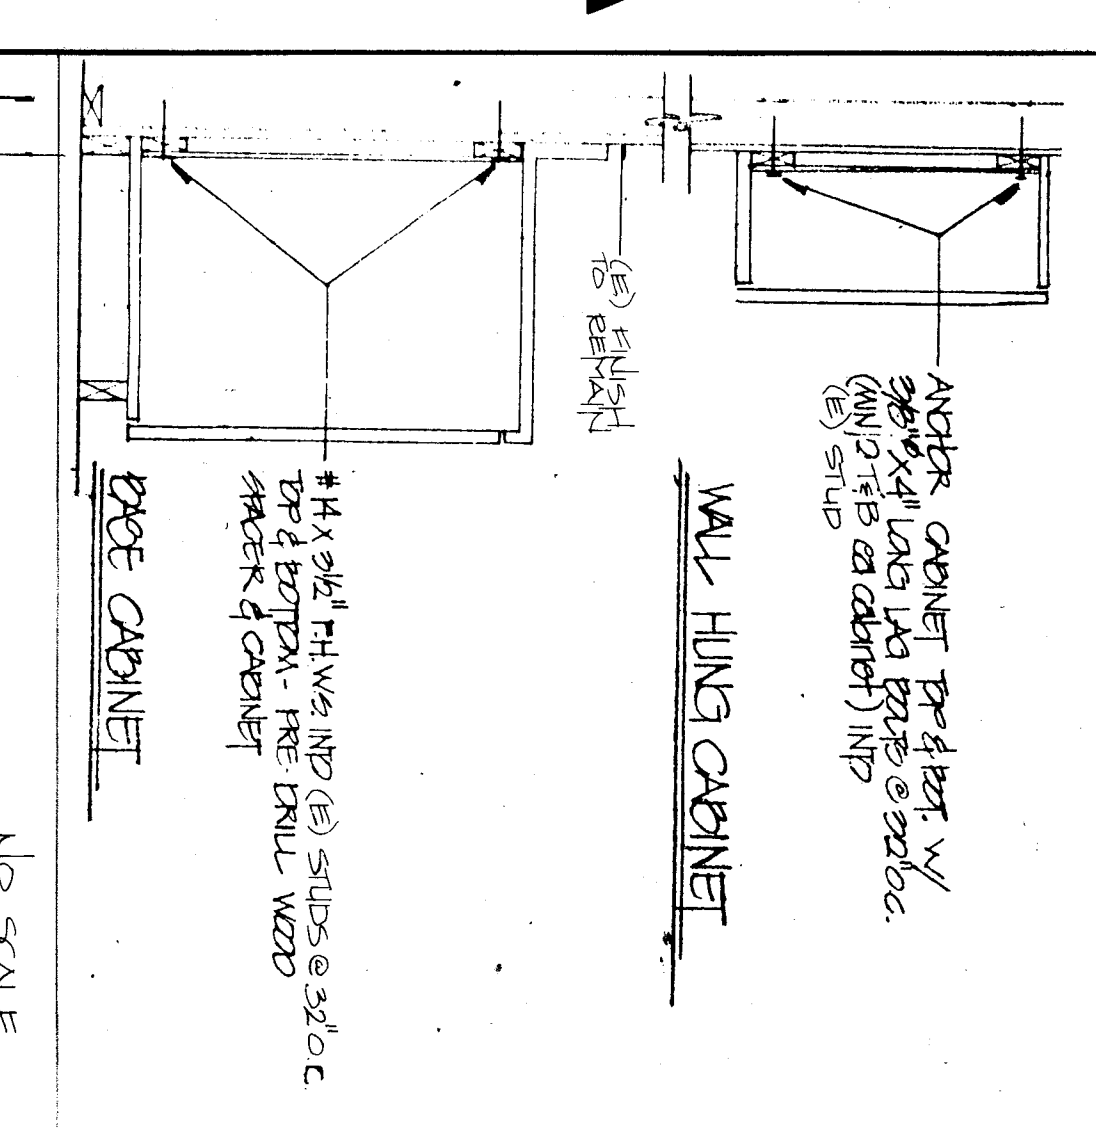 ANCHOR CABINET TOP & BOT. W/
3/8"φ X 4" LONG LAG BOLTS @ 32" O.C.
(MIN 2 T&B ea cabinet) INTO
(E) STUD
WALL HUNG CABINET
(E) FINISH
TO REMAIN
#14 X 3 1/2" F.H.W.S. INTO (E) STUDS @ 32" O.C.
TOP & BOTTOM - PRE-DRILL WOOD
SPACER & CABINET
BASE CABINET
NO SCALE